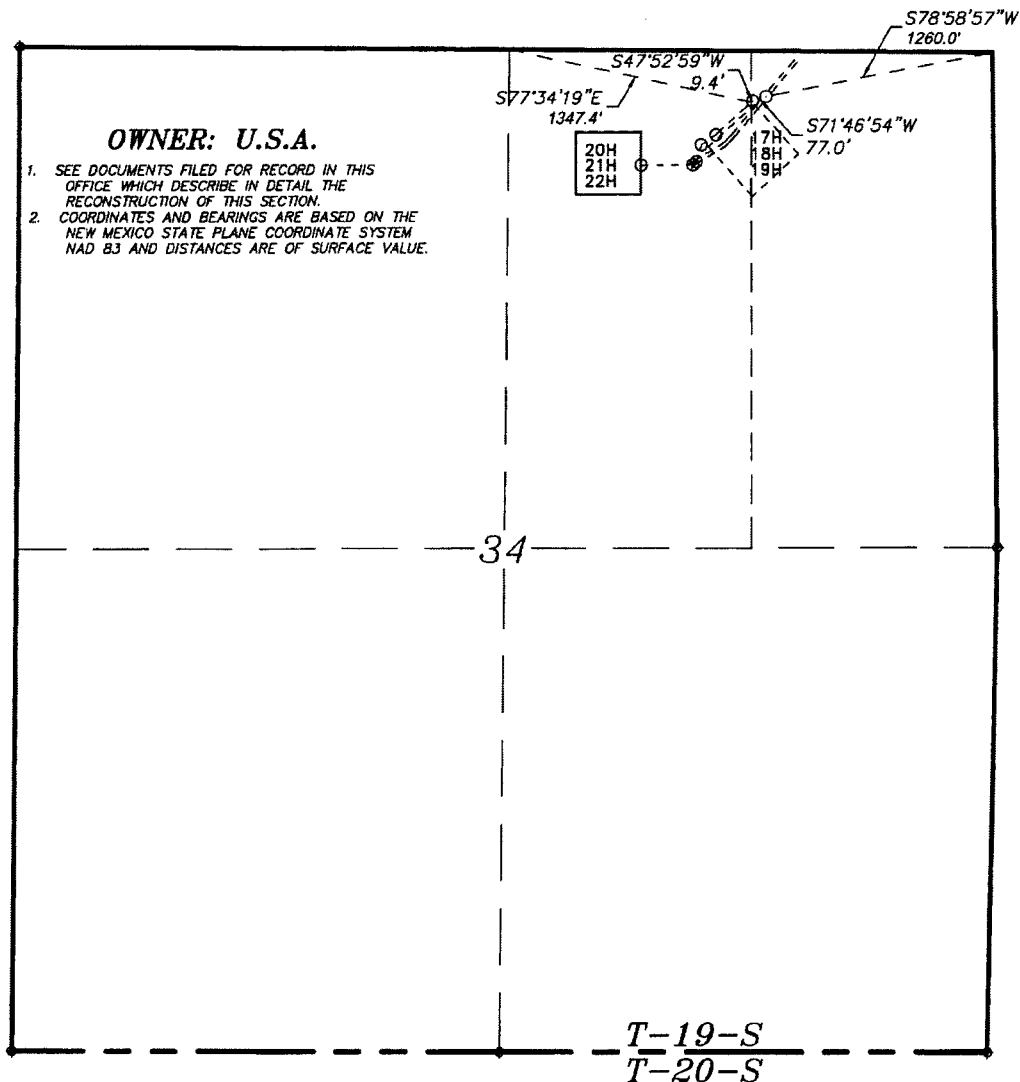 S78°58'57"W
1260.0'
S47°52'59"W
9.4'
S77°34'19"E
1347.4'
S71°46'54"W
77.0'
17H
18H
19H
20H
21H
22H
OWNER: U.S.A.
1. SEE DOCUMENTS FILED FOR RECORD IN THIS
OFFICE WHICH DESCRIBE IN DETAIL THE
RECONSTRUCTION OF THIS SECTION.
2. COORDINATES AND BEARINGS ARE BASED ON THE
NEW MEXICO STATE PLANE COORDINATE SYSTEM
NAD 83 AND DISTANCES ARE OF SURFACE VALUE.
34
T-19-S
T-20-S